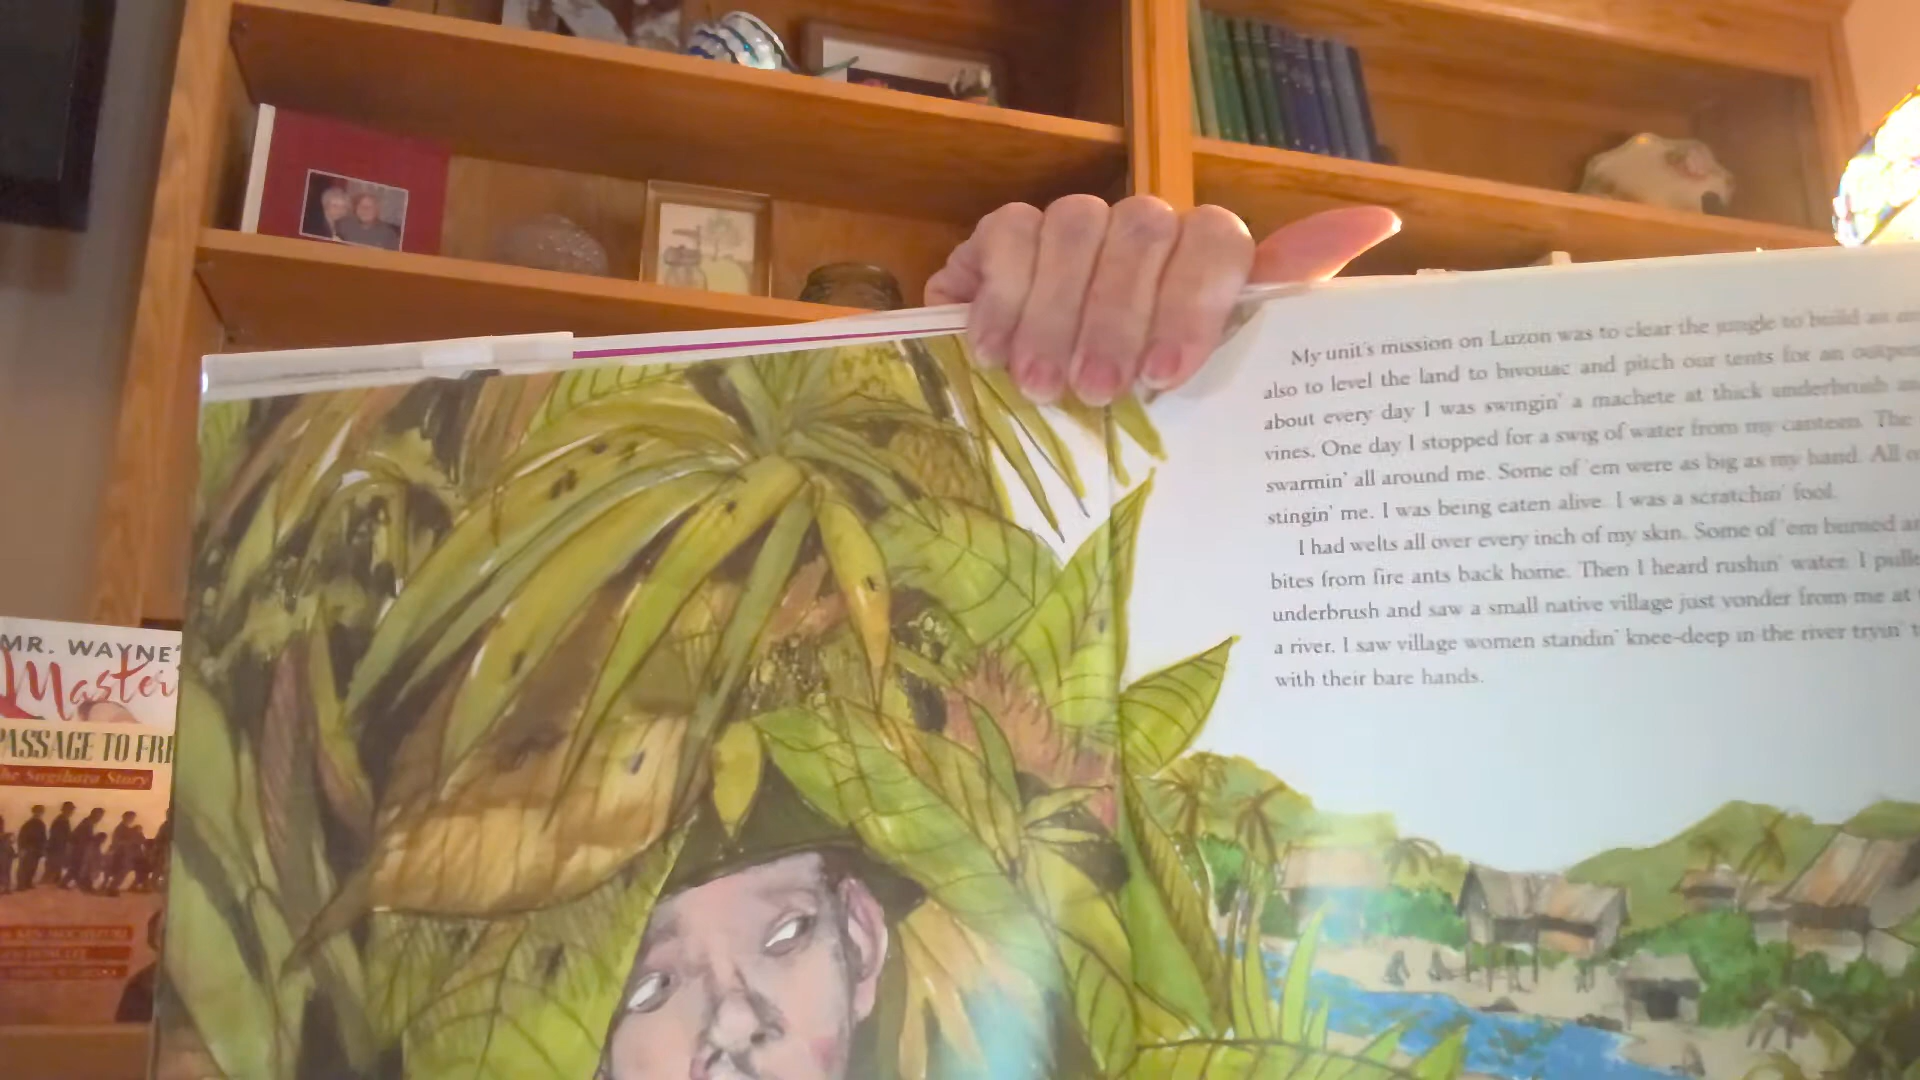 My unit's mission on Luzon was to clear the jungle to build an
also to level the land to bivouac and pitch our tents for an outpost
about every day I was swingin' a machete at thick underbrush
vines. One day I stopped for a swig of water from my canteen. The
swarmin' all around me. Some of 'em were as big as my hand. All
stingin' me. I was being eaten alive. I was a scratchin' fool.
I had welts all over every inch of my skin. Some of 'em burned
bites from fire ants back home. Then I heard rushin' water. I
underbrush and saw a small native village just yonder from me at
a river. I saw village women standin' knee-deep in the river tryin'
with their bare hands.
MR. WAYNE'
Master
PASSAGE TO
The Sugihara Story
KEN MOCHIZUKI